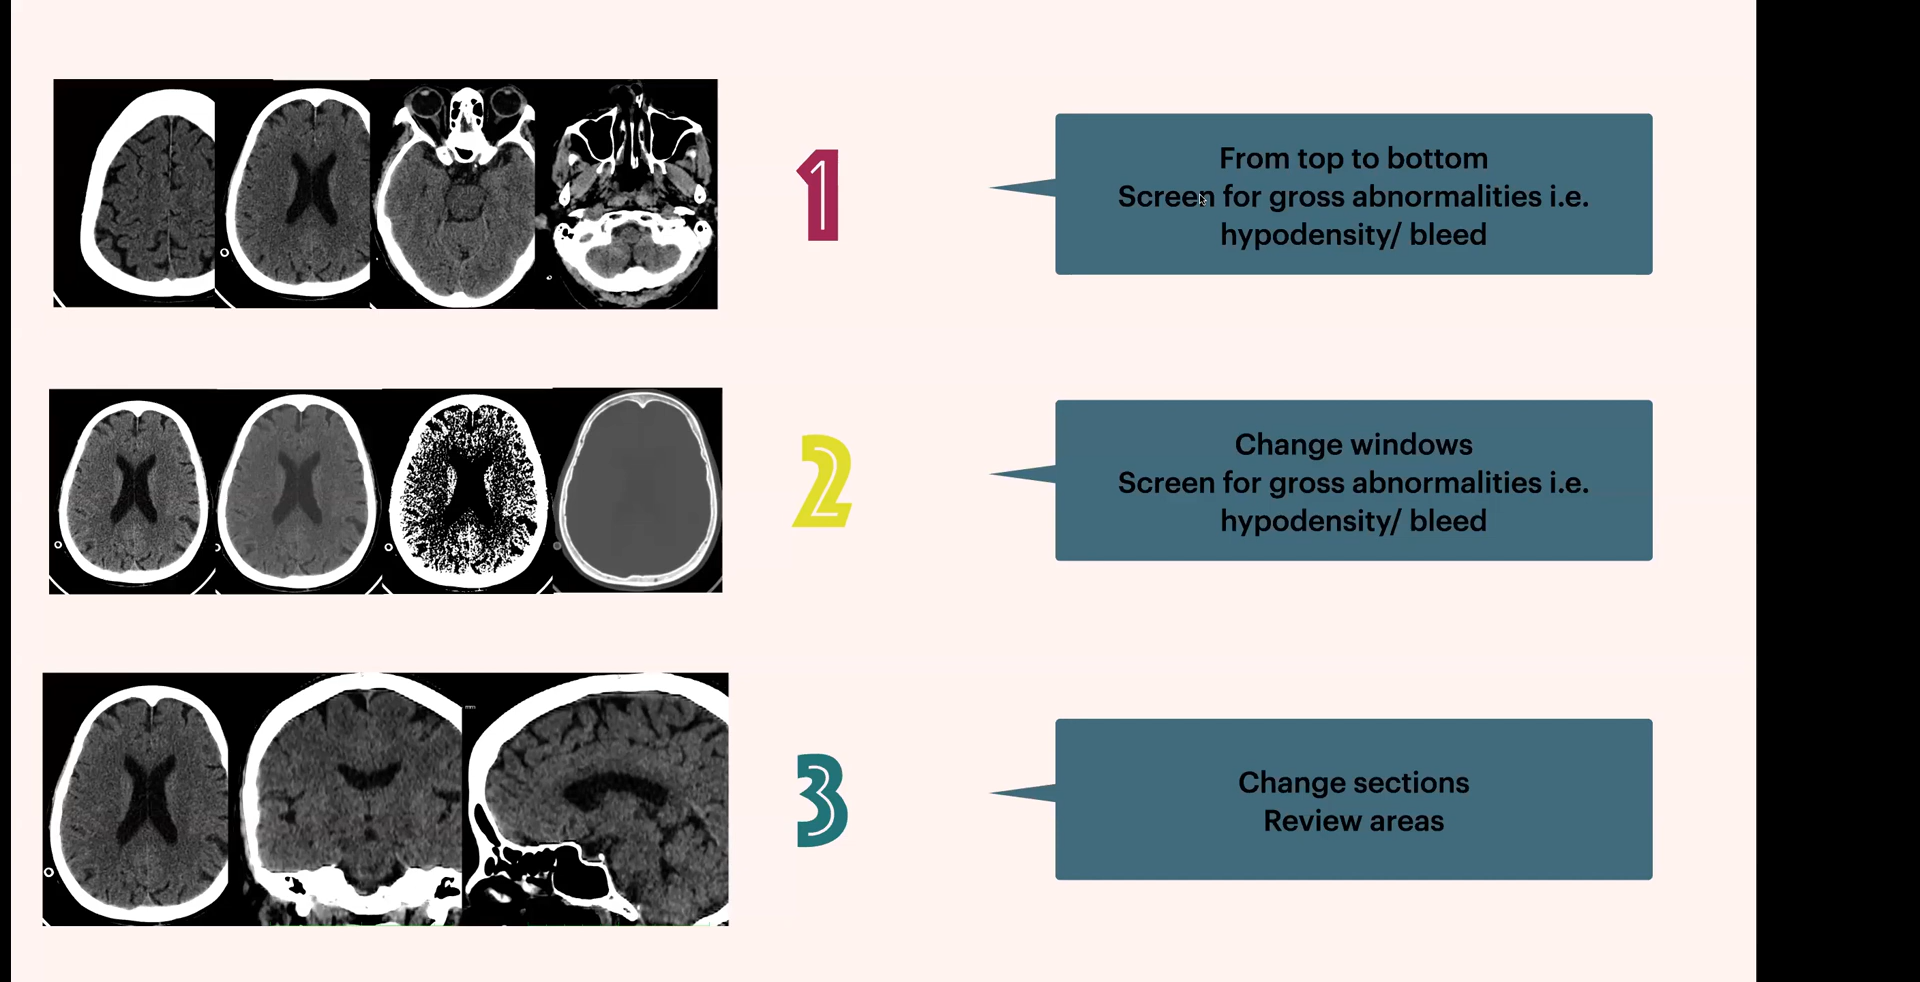 1
From top to bottom
Screen for gross abnormalities i.e.
hypodensity/ bleed
2
Change windows
Screen for gross abnormalities i.e.
hypodensity/ bleed
mm
3
Change sections
Review areas